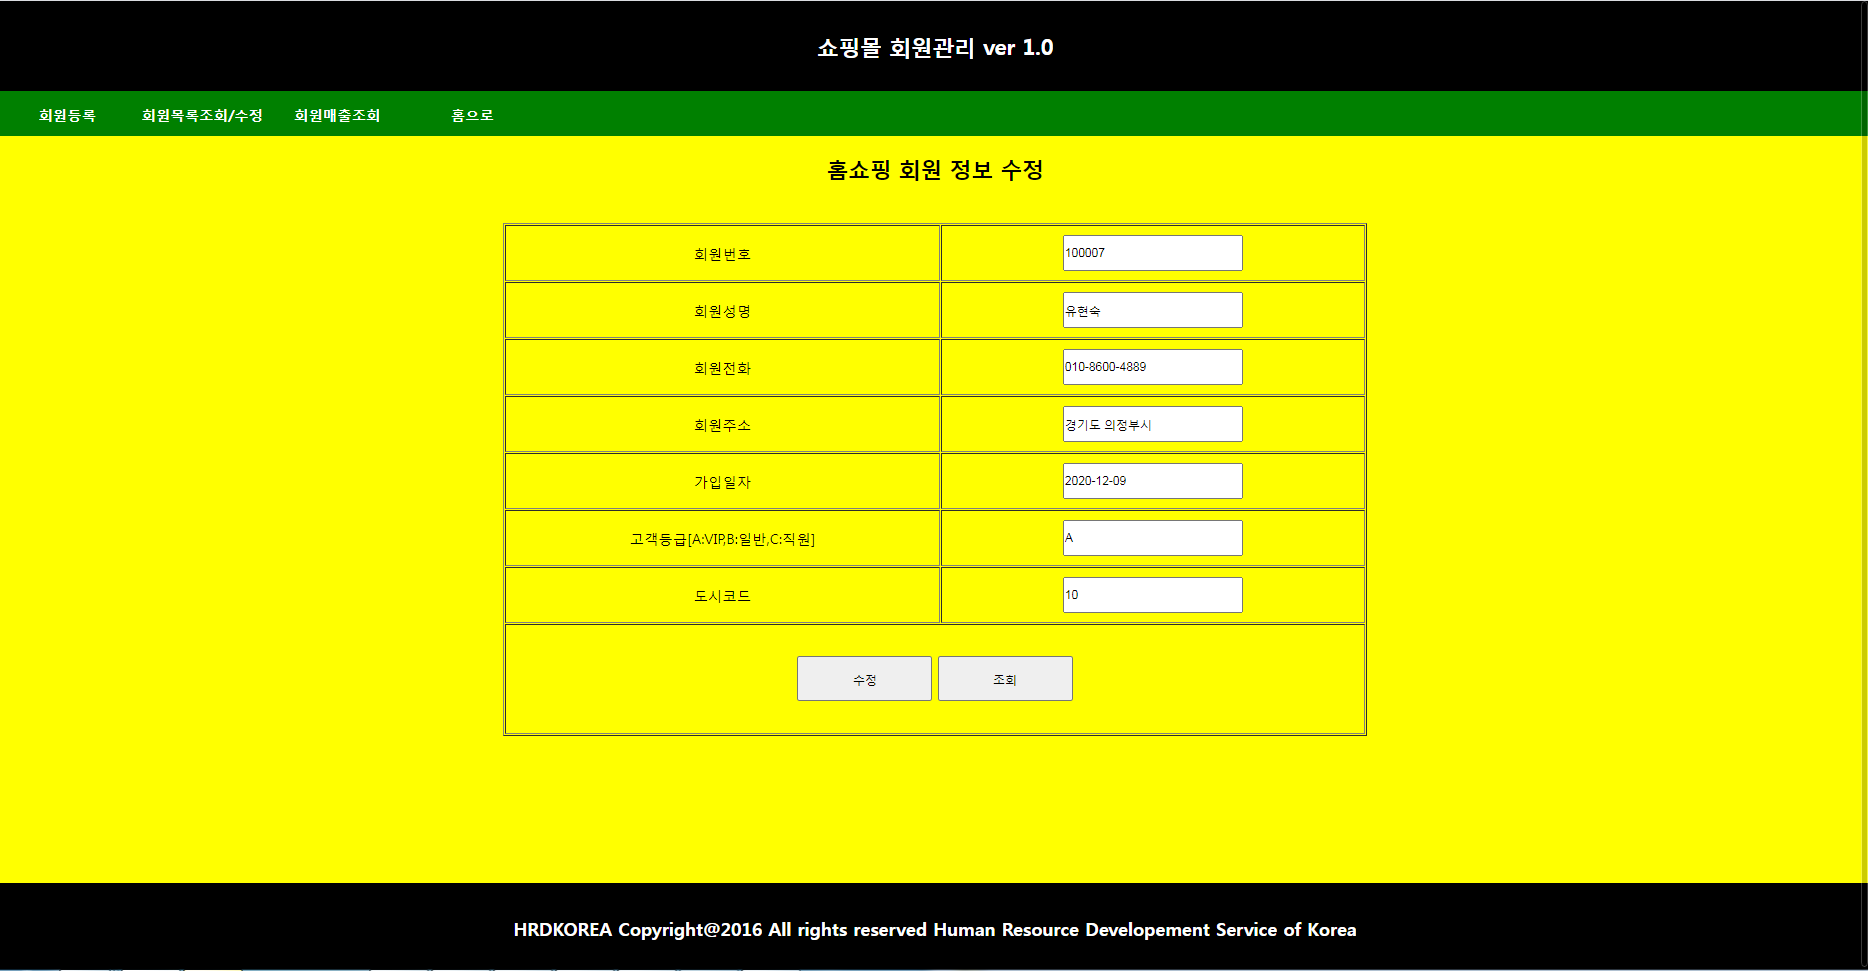 쇼핑몰 회원관리 ver 1.0
회원등록 회원목록조회/수정 회원매출조회 홈으로
홈쇼핑 회원 정보 수정
회원번호 100007
회원성명 유현숙
회원전화 010-8600-4889
회원주소 경기도 의정부시
가입일자 2020-12-09
고객등급[A:VIP,B:일반,C:직원] A
도시코드 10
수정 조회
HRDKOREA Copyright@2016 All rights reserved Human Resource Developement Service of Korea